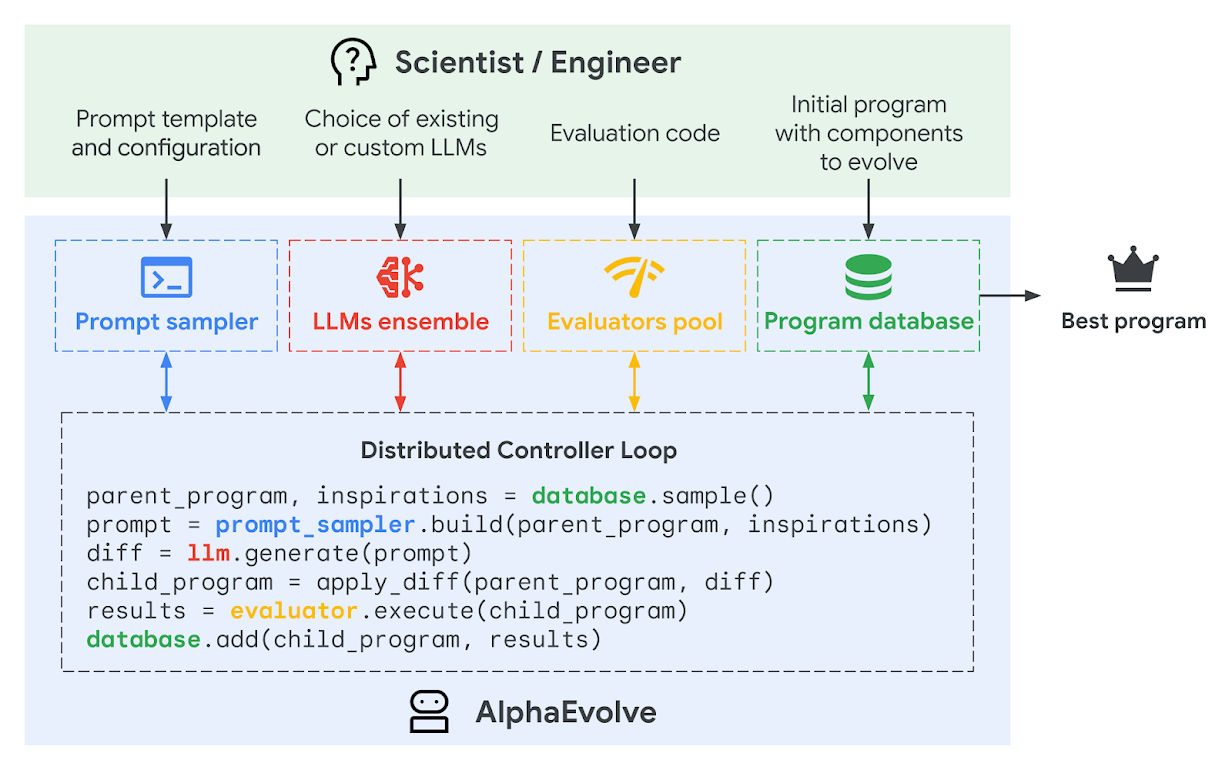 Scientist / Engineer
Prompt template
and configuration
Choice of existing
or custom LLMs
Evaluation code
Initial program
with components
to evolve
Prompt sampler
LLMs ensemble
Evaluators pool
Program database
Best program
Distributed Controller Loop
parent_program, inspirations = database.sample()
prompt = prompt_sampler.build(parent_program, inspirations)
diff = llm.generate(prompt)
child_program = apply_diff(parent_program, diff)
results = evaluator.execute(child_program)
database.add(child_program, results)
AlphaEvolve